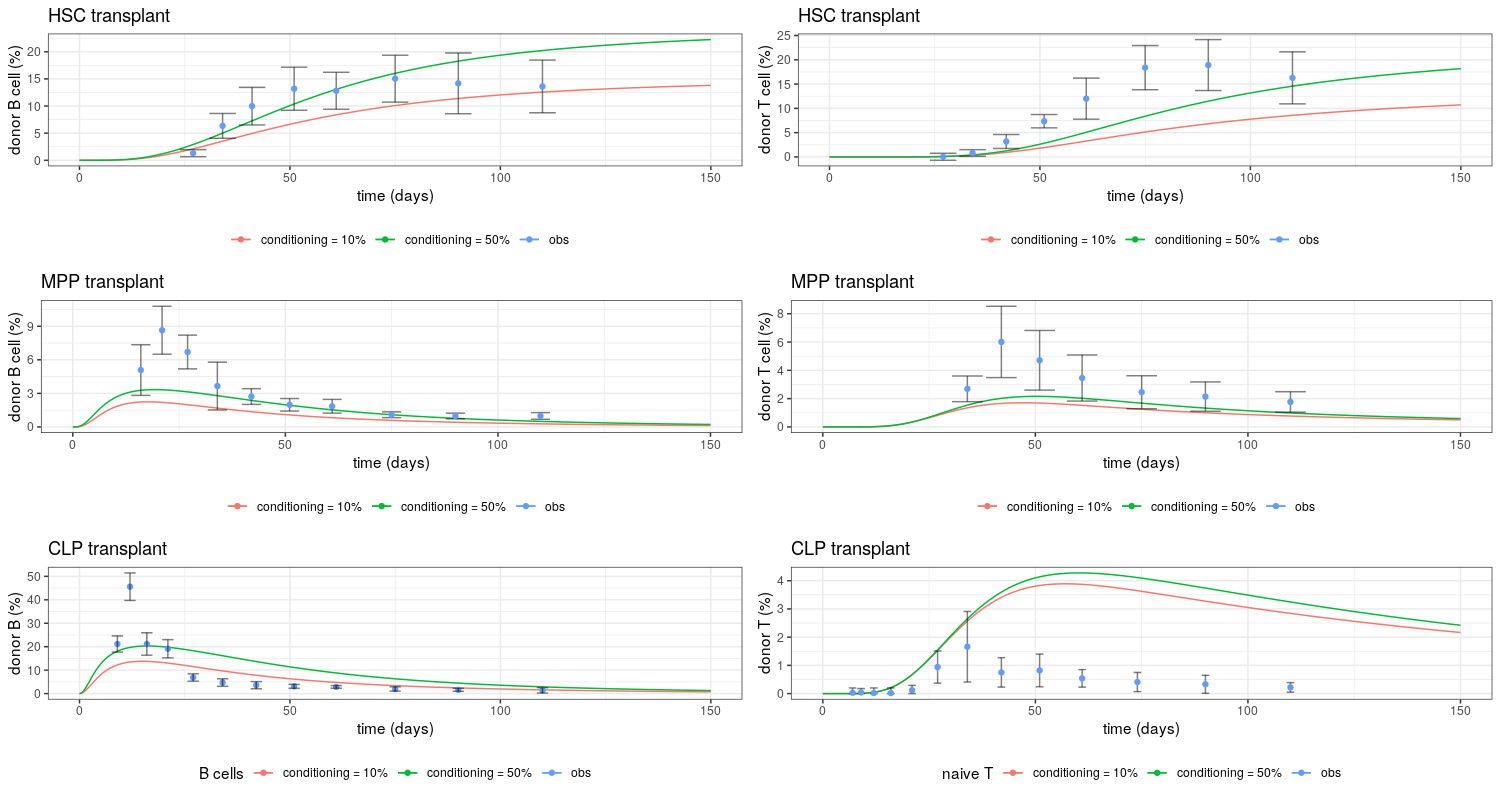 HSC transplant
donor B cell (%)
20
15
10
5
0
0 50 100 150
time (days)
conditioning = 10% conditioning = 50% obs
HSC transplant
donor T cell (%)
25
20
15
10
5
0
0 50 100 150
time (days)
conditioning = 10% conditioning = 50% obs
MPP transplant
donor B cell (%)
9
6
3
0
0 50 100 150
time (days)
conditioning = 10% conditioning = 50% obs
MPP transplant
donor T cell (%)
8
6
4
2
0
0 50 100 150
time (days)
conditioning = 10% conditioning = 50% obs
CLP transplant
donor B (%)
50
40
30
20
10
0
0 50 100 150
time (days)
B cells conditioning = 10% conditioning = 50% obs
CLP transplant
donor T (%)
4
3
2
1
0
0 50 100 150
time (days)
naive T conditioning = 10% conditioning = 50% obs